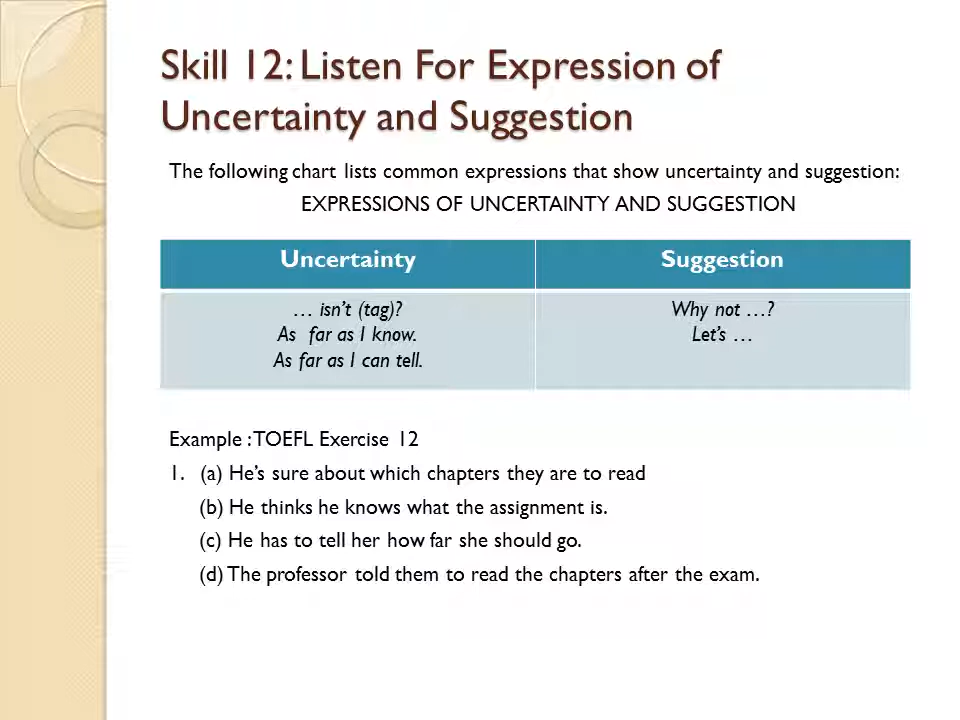 Skill 12: Listen For Expression of
Uncertainty and Suggestion
The following chart lists common expressions that show uncertainty and suggestion:
EXPRESSIONS OF UNCERTAINTY AND SUGGESTION
Uncertainty
Suggestion
… isn't (tag)?
As far as I know.
As far as I can tell.
Why not …?
Let's …
Example : TOEFL Exercise 12
1. (a) He's sure about which chapters they are to read
(b) He thinks he knows what the assignment is.
(c) He has to tell her how far she should go.
(d) The professor told them to read the chapters after the exam.